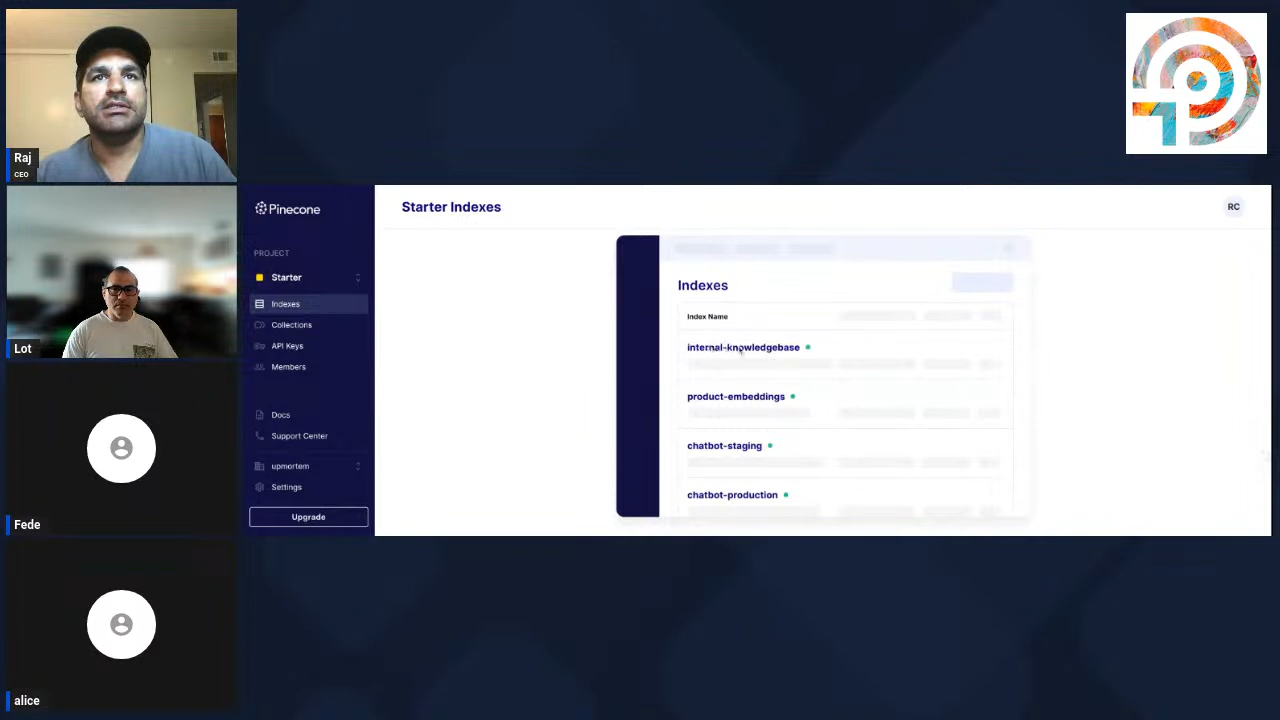 Raj
CEO
Lot
Fede
alice
Pinecone
PROJECT
Starter
Indexes
Collections
API Keys
Members
Docs
Support Center
upmortem
Settings
Upgrade
Starter Indexes
RC
Indexes
Index Name
internal-knowledgebase
product-embeddings
chatbot-staging
chatbot-production